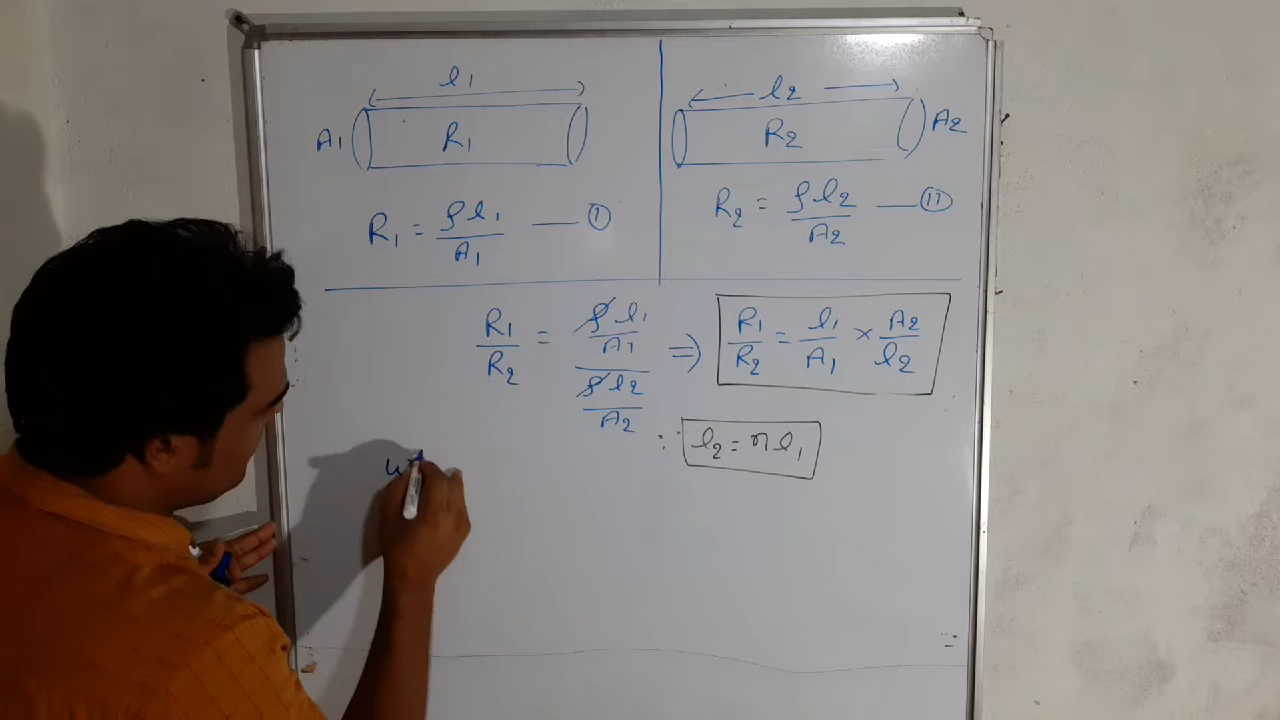 l1
A1 R1
R1 = ρl1/A1 —— (I)
l2
R2 A2
R2 = ρl2/A2 —— (II)
R1/R2 = (ρl1/A1)/(ρl2/A2) ⇒ R1/R2 = l1/A1 × A2/l2
∵ l2 = nl1